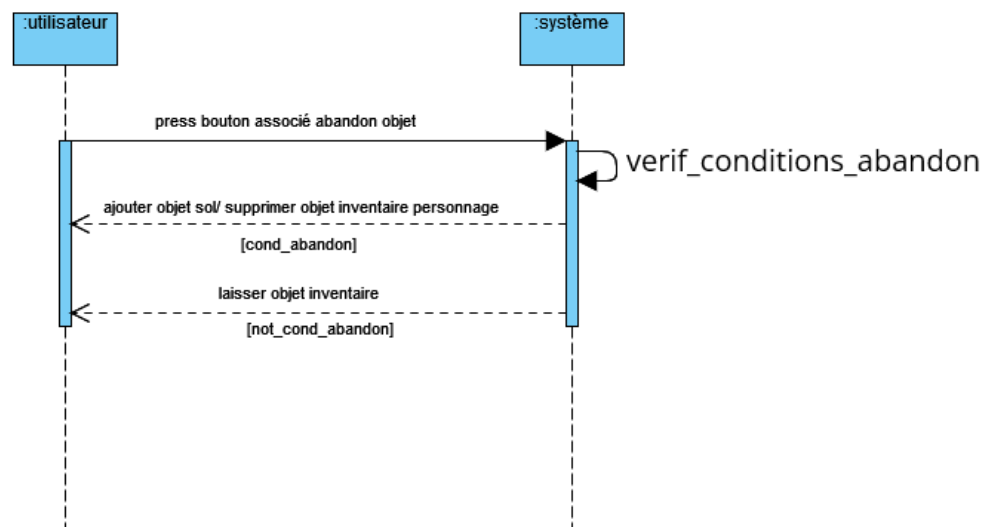 :utilisateur
:système
press bouton associé abandon objet
verif_conditions_abandon
ajouter objet sol/ supprimer objet inventaire personnage
[cond_abandon]
laisser objet inventaire
[not_cond_abandon]